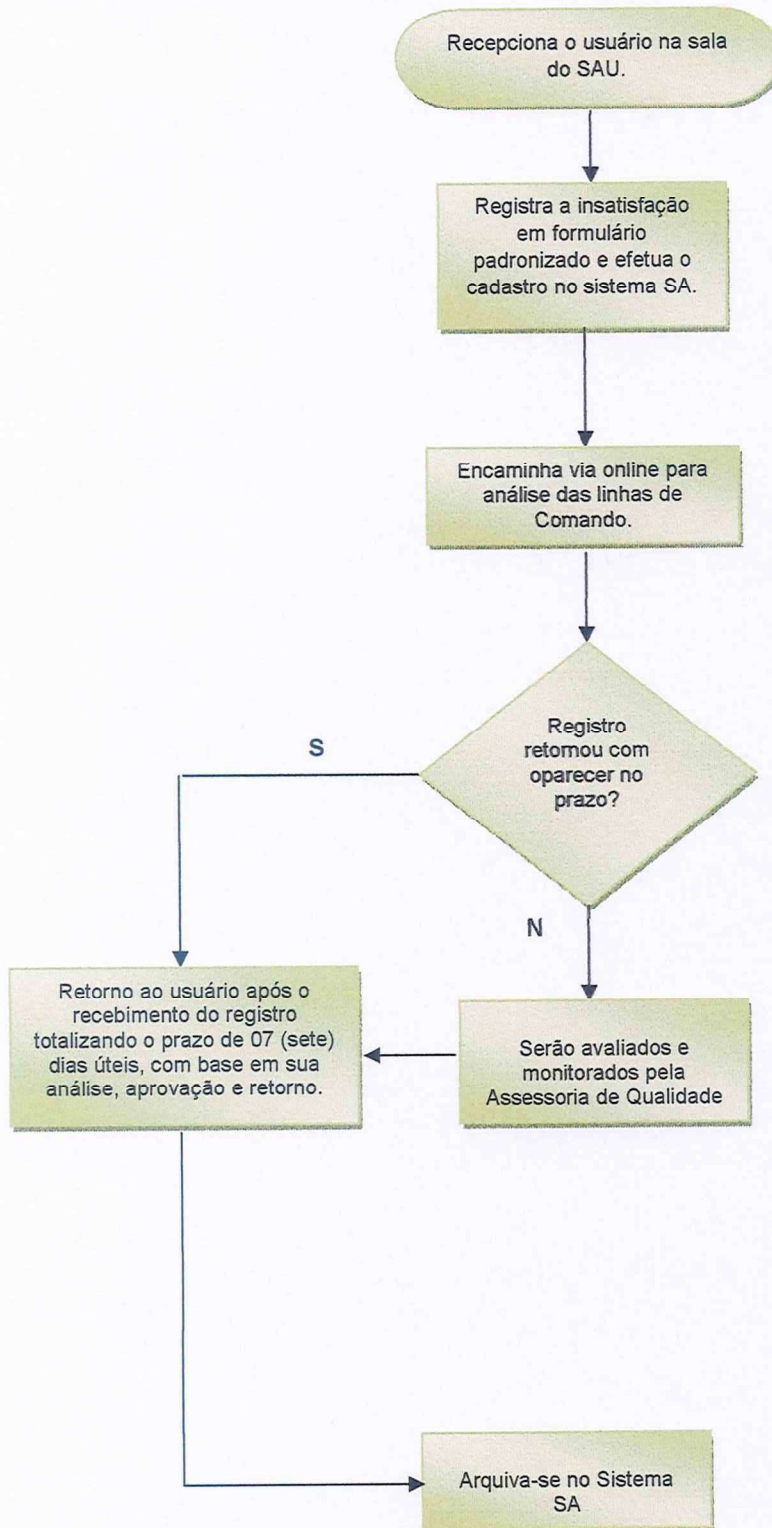 Recepciona o usuário na sala
do SAU.
Registra a insatisfação
em formulário
padronizado e efetua o
cadastro no sistema SA.
Encaminha via online para
análise das linhas de
Comando.
Registro
retornou com
oparecer no
prazo?
S
N
Retorno ao usuário após o
recebimento do registro
totalizando o prazo de 07 (sete)
dias úteis, com base em sua
análise, aprovação e retorno.
Serão avaliados e
monitorados pela
Assessoria de Qualidade
Arquiva-se no Sistema
SA